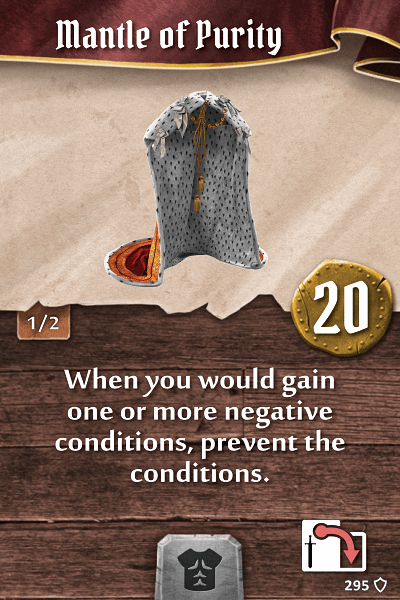 Mantle of Purity
20
1/2
When you would gain
one or more negative
conditions, prevent the
conditions.
295